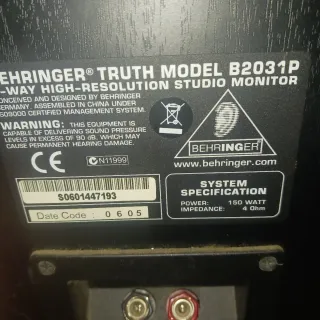 EHRINGER® TRUTH MODEL B2031P
-WAY HIGH-RESOLUTION STUDIO MONITOR
CONCEIVED AND DESIGNED BY BEHRINGER
GERMANY. ASSEMBLED IN CHINA UNDER
ISO9000 CERTIFIED MANAGEMENT SYSTEM.
WARNING: THIS EQUIPMENT IS
CAPABLE OF DELIVERING SOUND PRESSURE
LEVELS IN EXCESS OF 90 dB, WHICH MAY
CAUSE PERMANENT HEARING DAMAGE.
CE N11999
BEHRINGER
www.behringer.com
S0601447193
Date Code: 0605
SYSTEM
SPECIFICATION
POWER: 150 WATT
IMPEDANCE: 4 Ohm